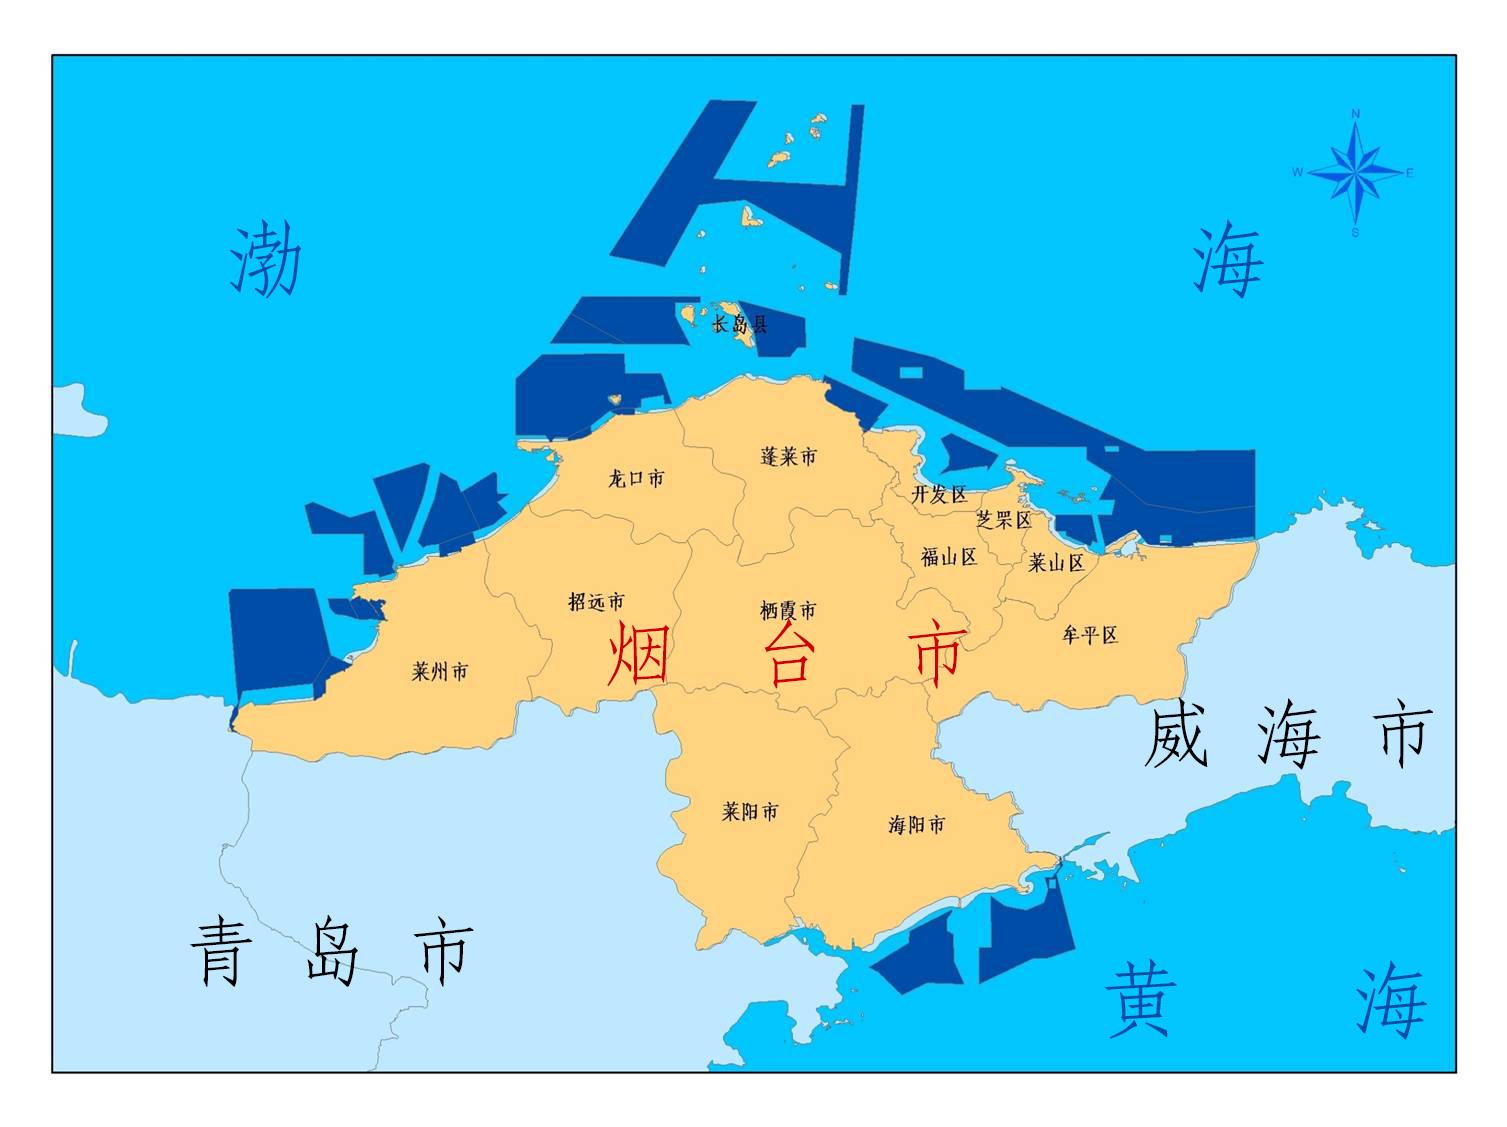 N
W E
S
渤 海
长岛县
蓬莱市
龙口市
开发区
芝罘区
福山区
莱山区
招远市
栖霞市
牟平区
烟台市
莱州市
威海市
莱阳市
海阳市
青岛市
黄 海